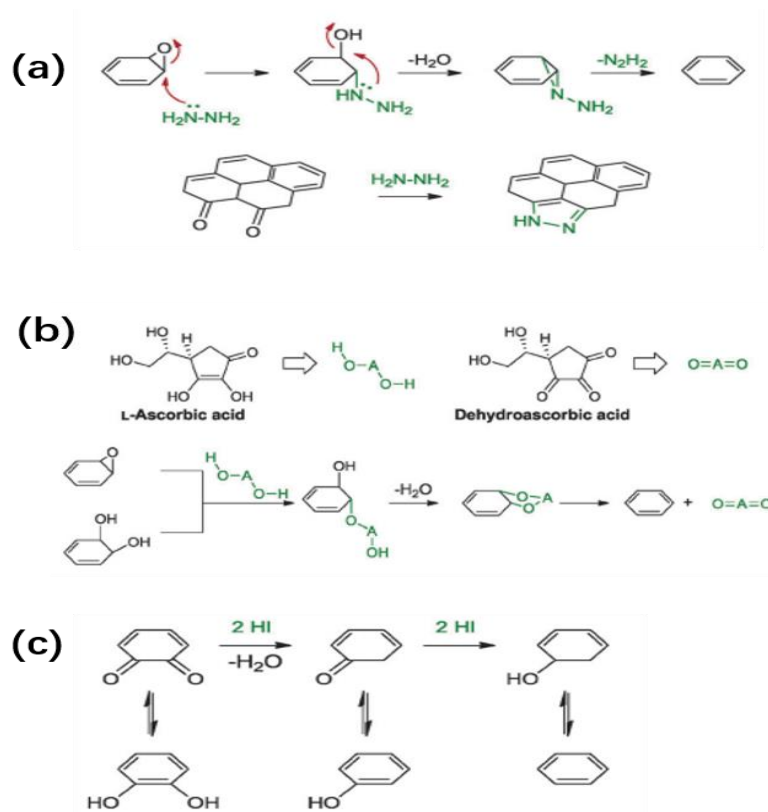 (a)
O
OH
-H₂O
-N₂H₂
H₂N-NH₂
HN
NH₂
N
NH₂
H₂N-NH₂
O
O
HN
N
(b)
HO
H
HO
O
HO
OH
L-Ascorbic acid
H
O
A
O-H
HO
H
HO
O
O
O
Dehydroascorbic acid
O=A=O
O
OH
OH
H
O
A
O-H
OH
O
A
OH
-H₂O
O
O
A
+
O=A=O
(c)
2 HI
-H₂O
2 HI
O
O
O
HO
HO
OH
HO